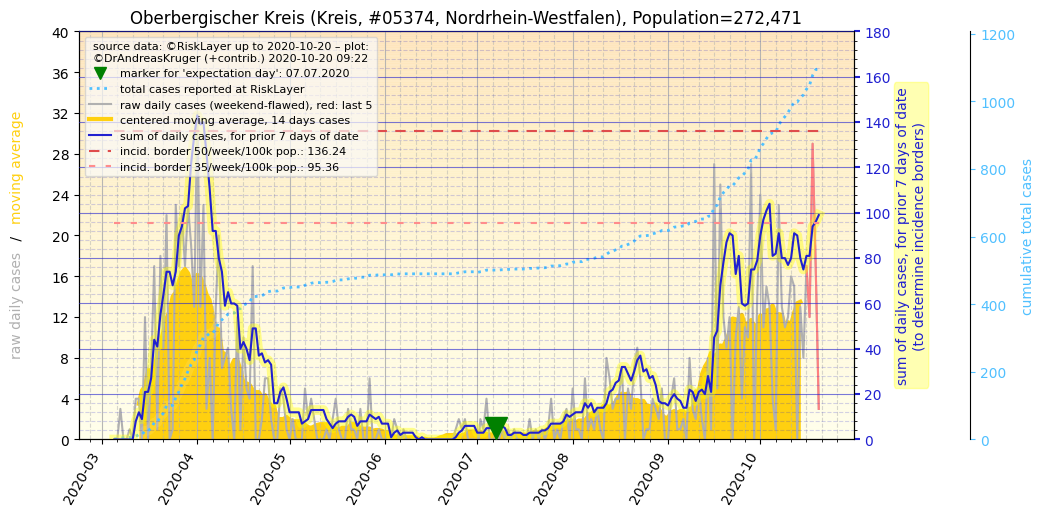 Oberbergischer Kreis (Kreis, #05374, Nordrhein-Westfalen), Population=272,471
source data: ©RiskLayer up to 2020-10-20 – plot:
©DrAndreasKruger (+contrib.) 2020-10-20 09:22
marker for 'expectation day': 07.07.2020
total cases reported at RiskLayer
raw daily cases (weekend-flawed), red: last 5
centered moving average, 14 days cases
sum of daily cases, for prior 7 days of date
incid. border 50/week/100k pop.: 136.24
incid. border 35/week/100k pop.: 95.36
raw daily cases / moving average
40
36
32
28
24
20
16
12
8
4
0
180
160
140
120
100
80
60
40
20
0
sum of daily cases, for prior 7 days of date
(to determine incidence borders)
1200
1000
800
600
400
200
0
cumulative total cases
2020-03
2020-04
2020-05
2020-06
2020-07
2020-08
2020-09
2020-10